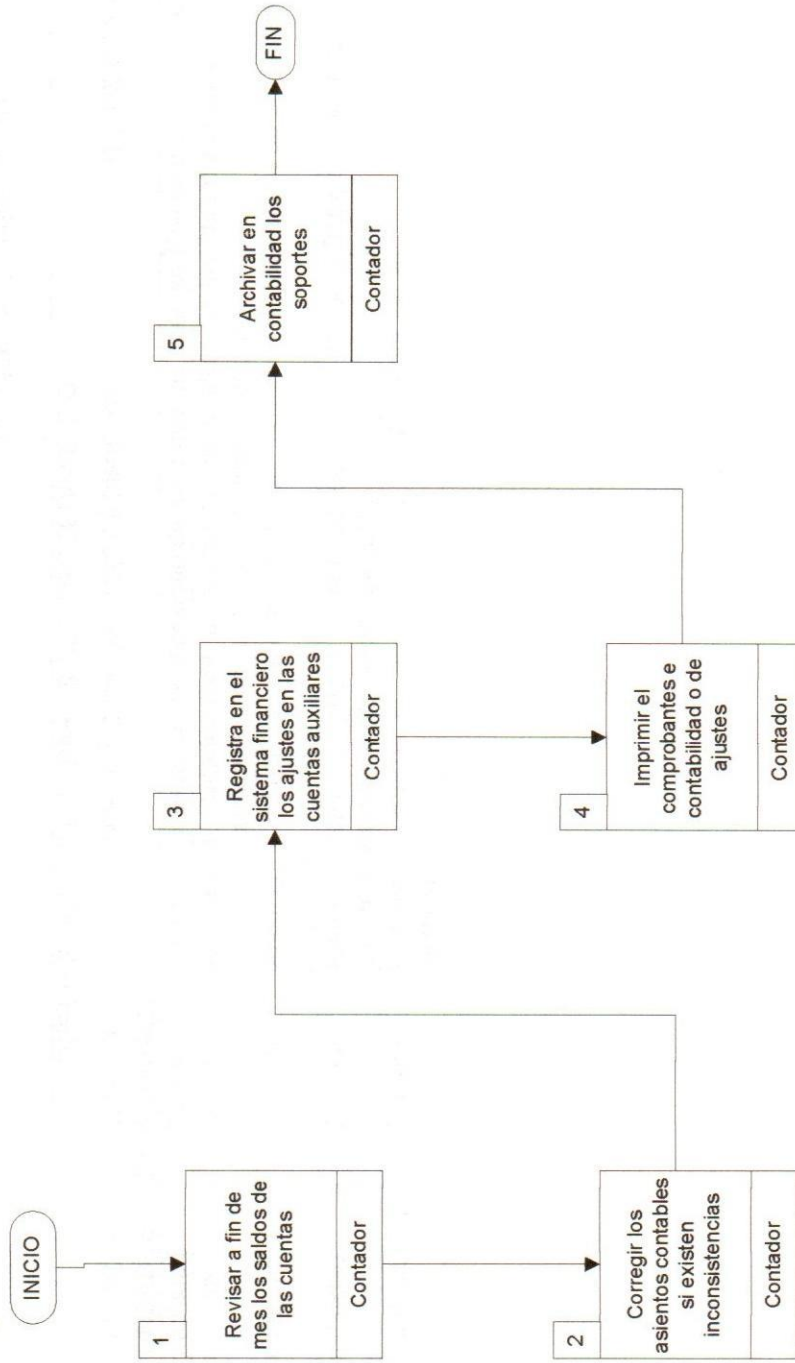 INICIO
1
Revisar a fin de
mes los saldos de
las cuentas
Contador
2
Corregir los
asientos contables
si existen
inconsistencias
Contador
3
Registra en el
sistema financiero
los ajustes en las
cuentas auxiliares
Contador
4
Imprimir el
comprobantes e
contabilidad o de
ajustes
Contador
5
Archivar en
contabilidad los
soportes
Contador
FIN